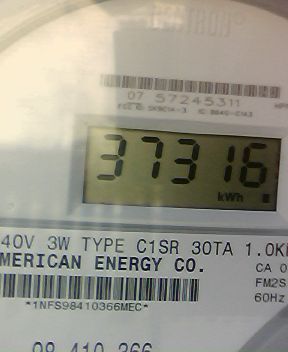 CENTRON®
07 57245311
37316
kWh
40V 3W TYPE C1SR 30TA 1.0K
MERICAN ENERGY CO.
CA 0
FM2S
60Hz
*1NFS98410366MEC*
98 410 366